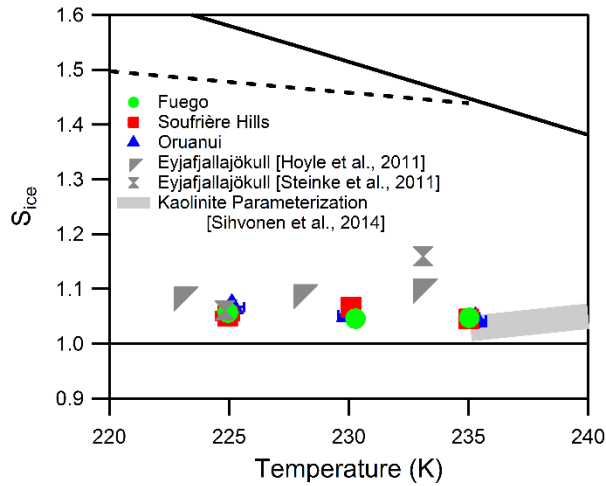 1.6
1.5
1.4
1.3
1.2
1.1
1.0
0.9
S_ice
Fuego
Soufrière Hills
Oruanui
Eyjafjallajökull [Hoyle et al., 2011]
Eyjafjallajökull [Steinke et al., 2011]
Kaolinite Parameterization
[Sihvonen et al., 2014]
220 225 230 235 240
Temperature (K)